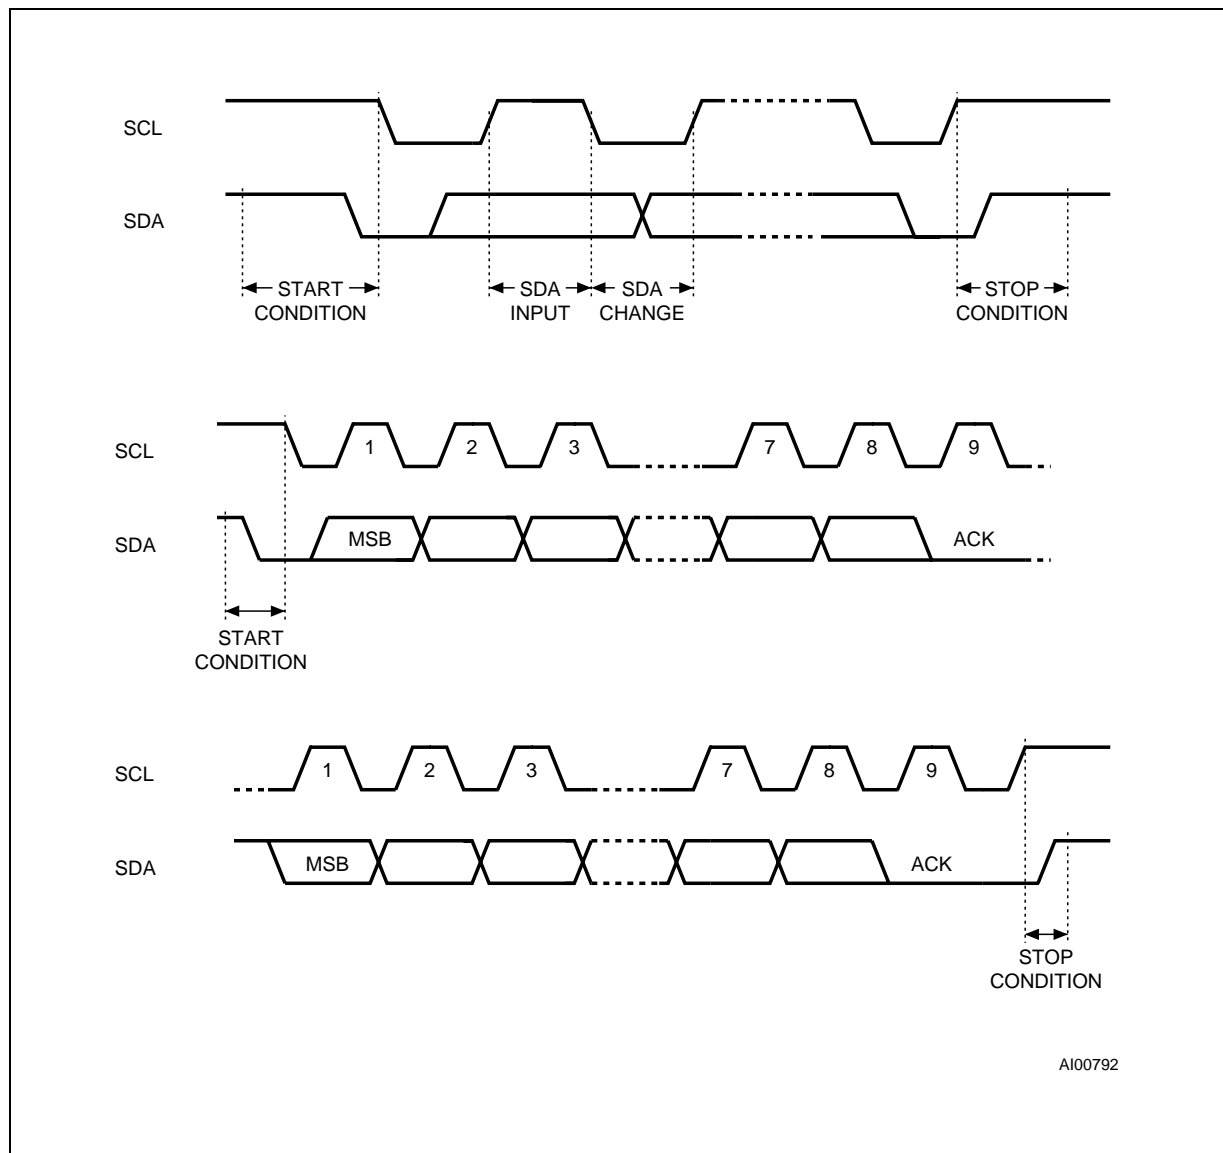 SCL
SDA
START CONDITION
SDA INPUT
SDA CHANGE
STOP CONDITION
SCL
1 2 3 7 8 9
SDA
MSB
ACK
START CONDITION
SCL
1 2 3 7 8 9
SDA
MSB
ACK
STOP CONDITION
AI00792